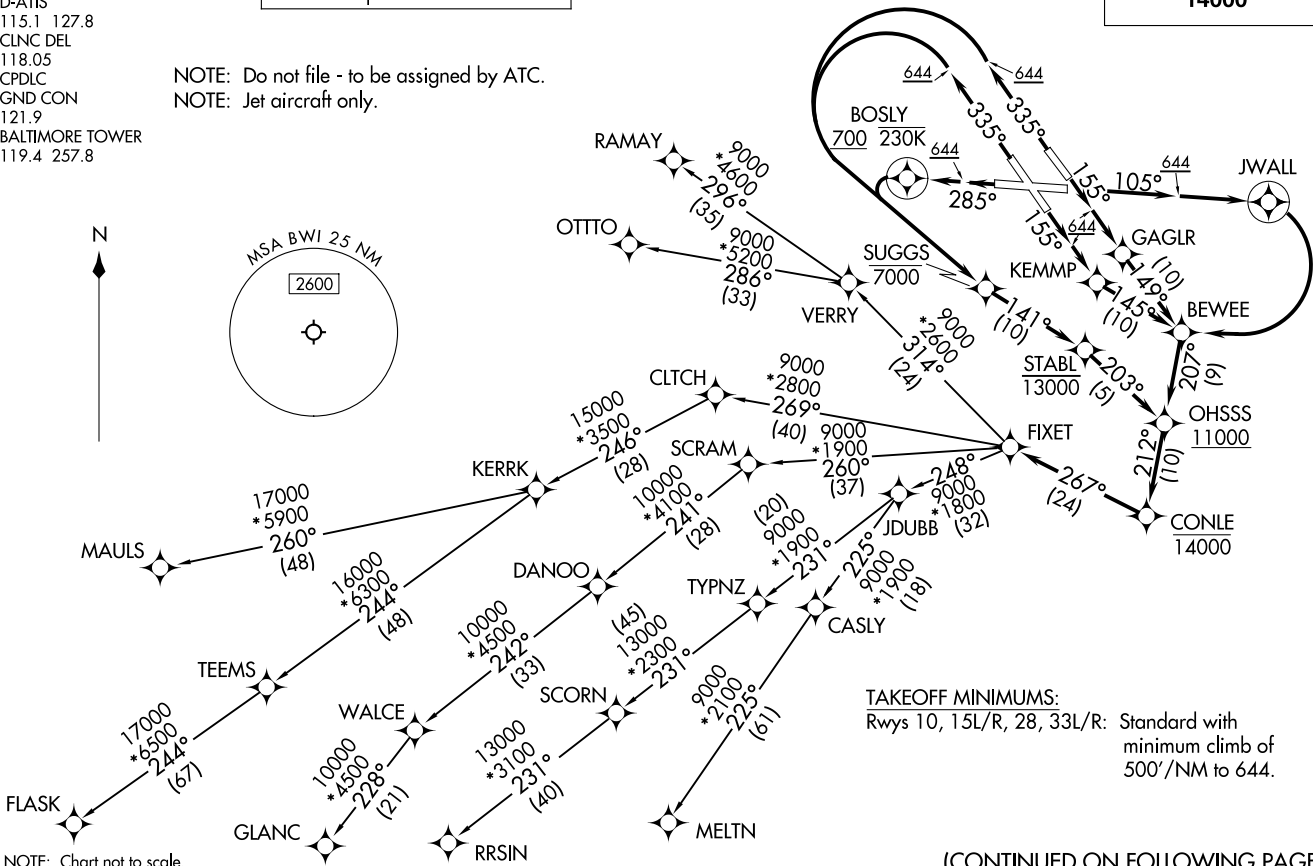 D-ATIS
115.1 127.8
CLNC DEL
118.05
CPDLC
GND CON
121.9
BALTIMORE TOWER
119.4 257.8
14000
NOTE: Do not file - to be assigned by ATC.
NOTE: Jet aircraft only.
N
MSA BWI 25 NM
2600
644
644
335°
335°
BOSLY
700
230K
644
285°
155°
155°
644
105°
644
JWALL
RAMAY
9000
*4600
296°
(35)
OTTTO
9000
*5200
286°
(33)
VERRY
SUGGS
7000
KEMMP
GAGLR
(10)
149°
145°
(10)
BEWEE
141°
(10)
STABL
13000
203°
(5)
207°
(9)
OHSSS
11000
9000
*2600
314°
(24)
CLTCH
9000
*2800
269°
(40)
FIXET
212°
(10)
267°
(24)
CONLE
14000
15000
*3500
246°
(28)
SCRAM
9000
*1900
260°
(37)
248°
9000
*1800
(32)
JDUBB
KERRK
17000
*5900
260°
(48)
MAULS
10000
*4100
241°
(28)
(20)
9000
*1900
231°
225°
9000
*1900
(18)
DANOO
TYPNZ
CASLY
16000
*6300
244°
(48)
TEEMS
10000
*4500
242°
(33)
(45)
13000
*2300
231°
SCORN
9000
*2100
225°
(61)
WALCE
17000
*6500
244°
(67)
FLASK
10000
*4500
228°
(21)
GLANC
13000
*3100
231°
(40)
RRSIN
MELTN
TAKEOFF MINIMUMS:
Rwys 10, 15L/R, 28, 33L/R: Standard with
minimum climb of
500'/NM to 644.
NOTE: Chart not to scale.
(CONTINUED ON FOLLOWING PAGE